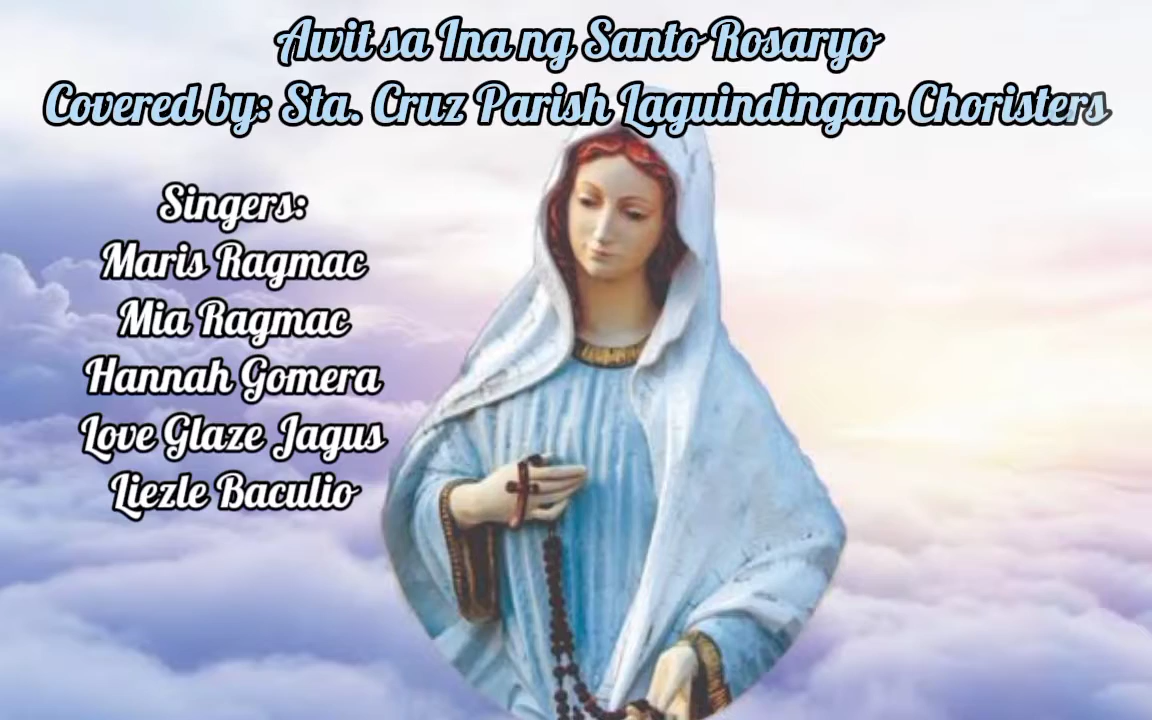 Awit sa Ina ng Santo Rosaryo
Covered by: Sta. Cruz Parish Laguindingan Choristers
Singers:
Maris Ragmac
Mia Ragmac
Hannah Gomera
Love Glaze Jagus
Liezle Baculio